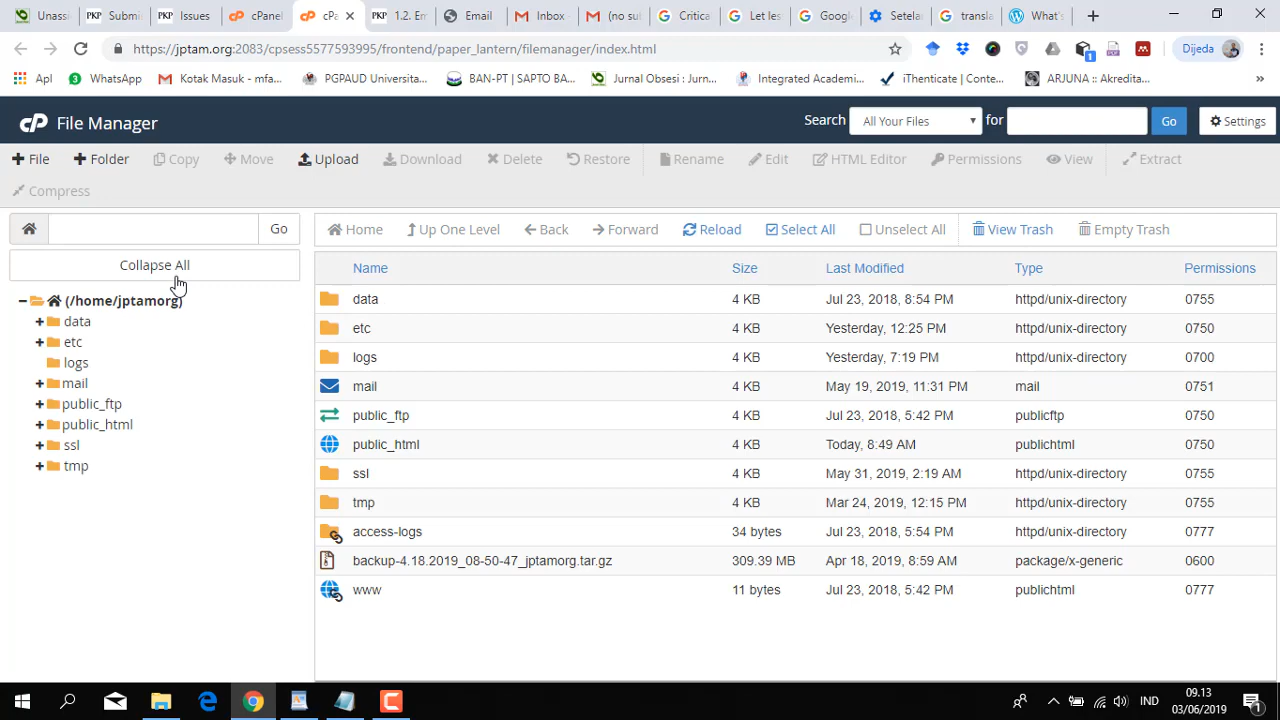 Unass
Submi
Issues
cPanel
cPa
1.2. Em
Email
Inbox
(no su
Critica
Let les
Googl
Setela
transla
What's
https://jptam.org:2083/cpsess5577593995/frontend/paper_lantern/filemanager/index.html
Dijeda
Apl
WhatsApp
Kotak Masuk - mfa...
PGPAUD Universita...
BAN-PT | SAPTO BA...
Jurnal Obsesi : Jurn...
Integrated Academi...
iThenticate | Conte...
ARJUNA :: Akredita...
cP File Manager
Search All Your Files for Go Settings
File Folder Copy Move Upload Download Delete Restore Rename Edit HTML Editor Permissions View Extract
Compress
Go
Home Up One Level Back Forward Reload Select All Unselect All View Trash Empty Trash
Collapse All
(/home/jptamorg)
data
etc
logs
mail
public_ftp
public_html
ssl
tmp
Name Size Last Modified Type Permissions
data 4 KB Jul 23, 2018, 8:54 PM httpd/unix-directory 0755
etc 4 KB Yesterday, 12:25 PM httpd/unix-directory 0750
logs 4 KB Yesterday, 7:19 PM httpd/unix-directory 0700
mail 4 KB May 19, 2019, 11:31 PM mail 0751
public_ftp 4 KB Jul 23, 2018, 5:42 PM publicftp 0750
public_html 4 KB Today, 8:49 AM publichtml 0750
ssl 4 KB May 31, 2019, 2:19 AM httpd/unix-directory 0755
tmp 4 KB Mar 24, 2019, 12:15 PM httpd/unix-directory 0755
access-logs 34 bytes Jul 23, 2018, 5:54 PM httpd/unix-directory 0777
backup-4.18.2019_08-50-47_jptamorg.tar.gz 309.39 MB Apr 18, 2019, 8:59 AM package/x-generic 0600
www 11 bytes Jul 23, 2018, 5:42 PM publichtml 0777
IND
09.13
03/06/2019